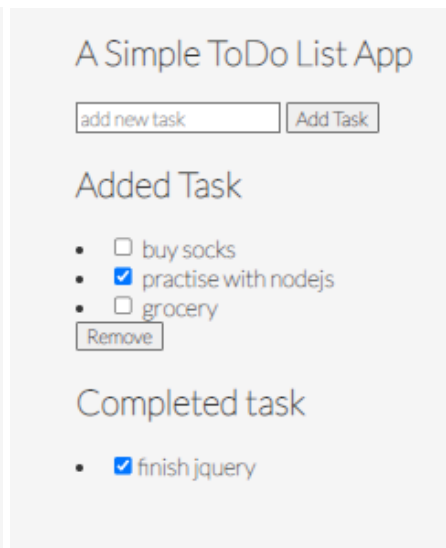 A Simple ToDo List App
add new task Add Task
Added Task
buy socks
practise with nodejs
grocery
Remove
Completed task
finish jquery